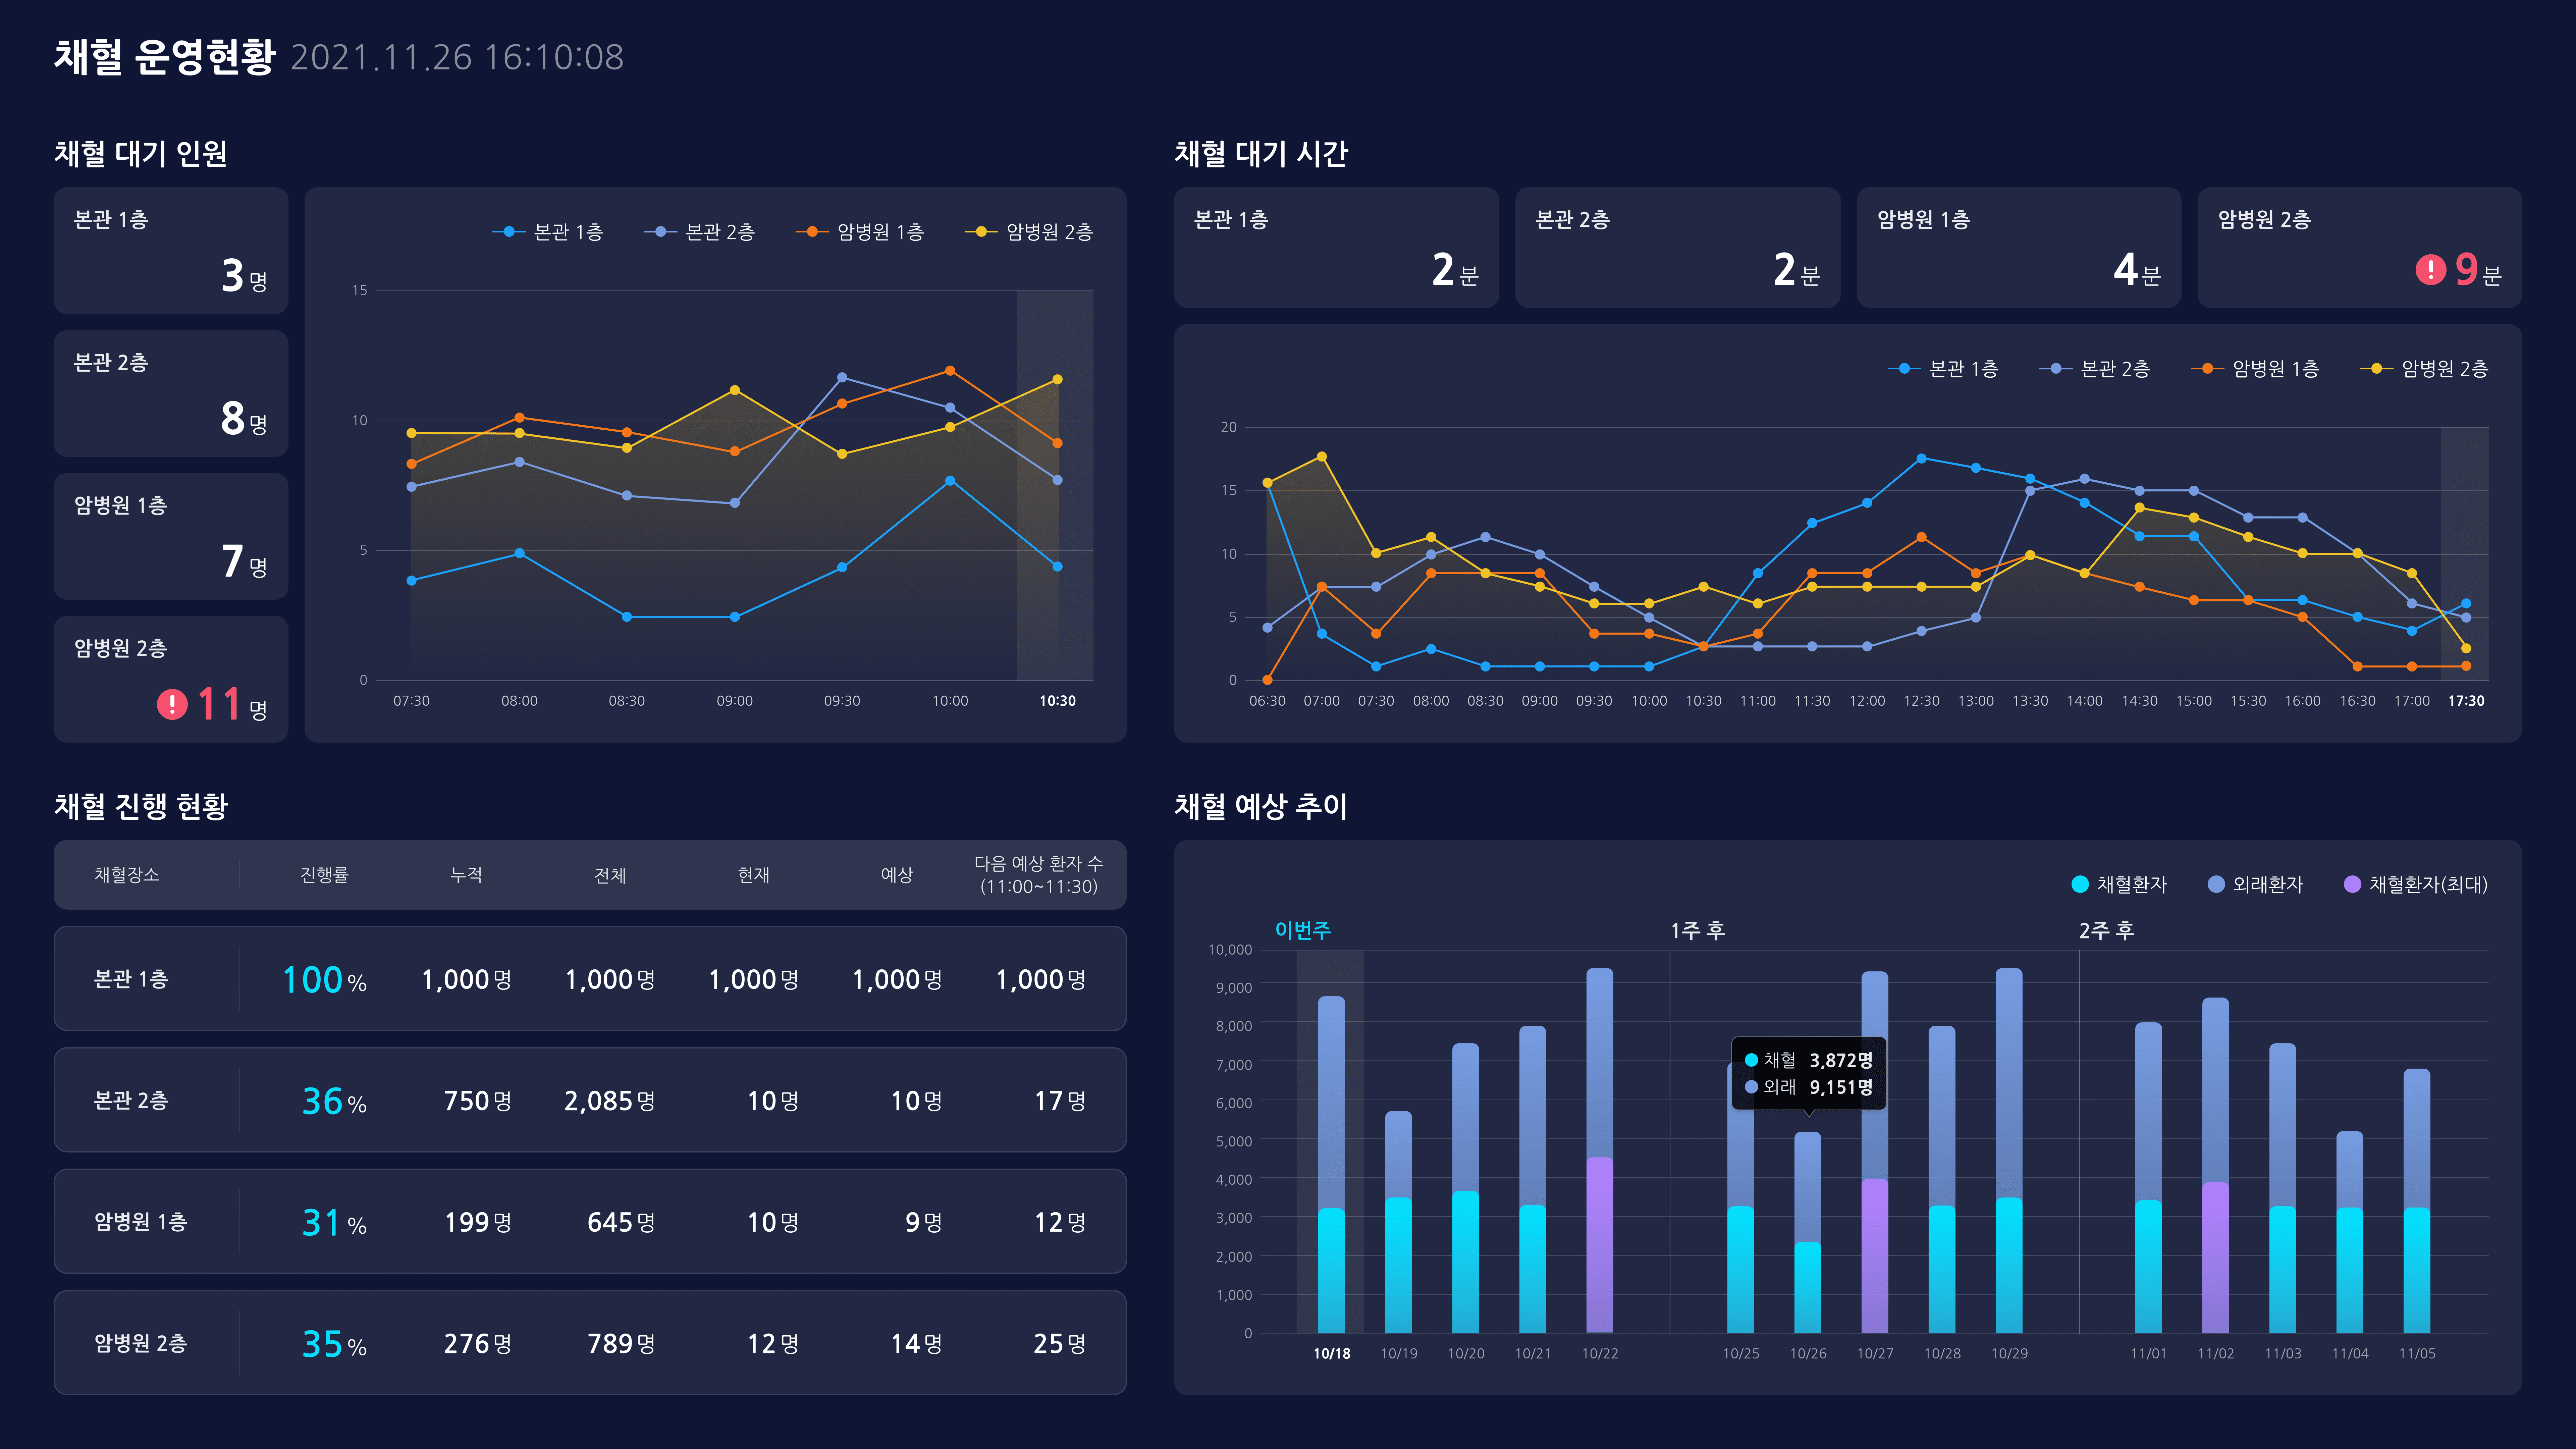 채혈 운영현황 2021.11.26 16:10:08
채혈 대기 인원
본관 1층
3 명
본관 2층
8 명
암병원 1층
7 명
암병원 2층
! 11 명
본관 1층 본관 2층 암병원 1층 암병원 2층
15
10
5
0
07:30 08:00 08:30 09:00 09:30 10:00 10:30
채혈 대기 시간
본관 1층
2 분
본관 2층
2 분
암병원 1층
4 분
암병원 2층
! 9 분
본관 1층 본관 2층 암병원 1층 암병원 2층
20
15
10
5
0
06:30 07:00 07:30 08:00 08:30 09:00 09:30 10:00 10:30 11:00 11:30 12:00 12:30 13:00 13:30 14:00 14:30 15:00 15:30 16:00 16:30 17:00 17:30
채혈 진행 현황
채혈장소 진행률 누적 전체 현재 예상 다음 예상 환자 수
(11:00~11:30)
본관 1층 100 % 1,000 명 1,000 명 1,000 명 1,000 명 1,000 명
본관 2층 36 % 750 명 2,085 명 10 명 10 명 17 명
암병원 1층 31 % 199 명 645 명 10 명 9 명 12 명
암병원 2층 35 % 276 명 789 명 12 명 14 명 25 명
채혈 예상 추이
채혈환자 외래환자 채혈환자(최대)
이번주 1주 후 2주 후
10,000
9,000
8,000
7,000
6,000
5,000
4,000
3,000
2,000
1,000
0
채혈 3,872명
외래 9,151명
10/18 10/19 10/20 10/21 10/22 10/25 10/26 10/27 10/28 10/29 11/01 11/02 11/03 11/04 11/05